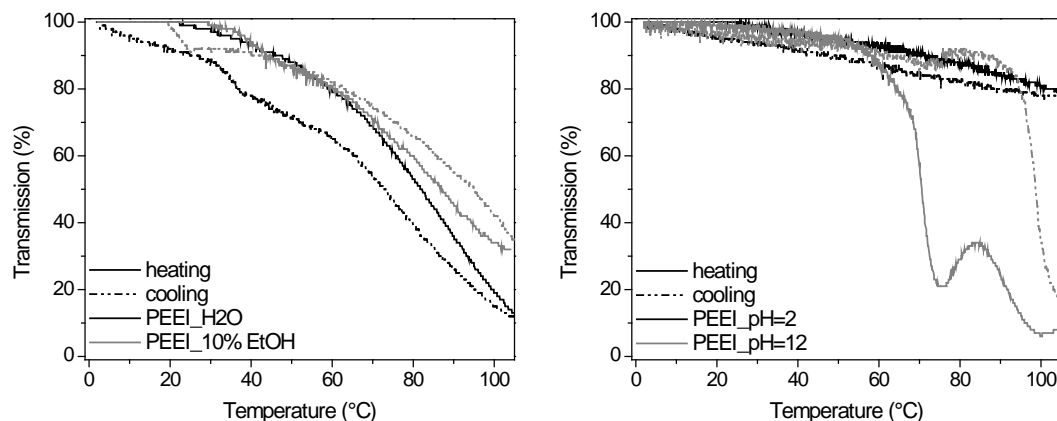 100
80
60
40
20
0
Transmission (%)
heating
cooling
PEEI_H2O
PEEI_10% EtOH
0 20 40 60 80 100
Temperature (°C)
100
80
60
40
20
0
Transmission (%)
heating
cooling
PEEI_pH=2
PEEI_pH=12
0 20 40 60 80 100
Temperature (°C)